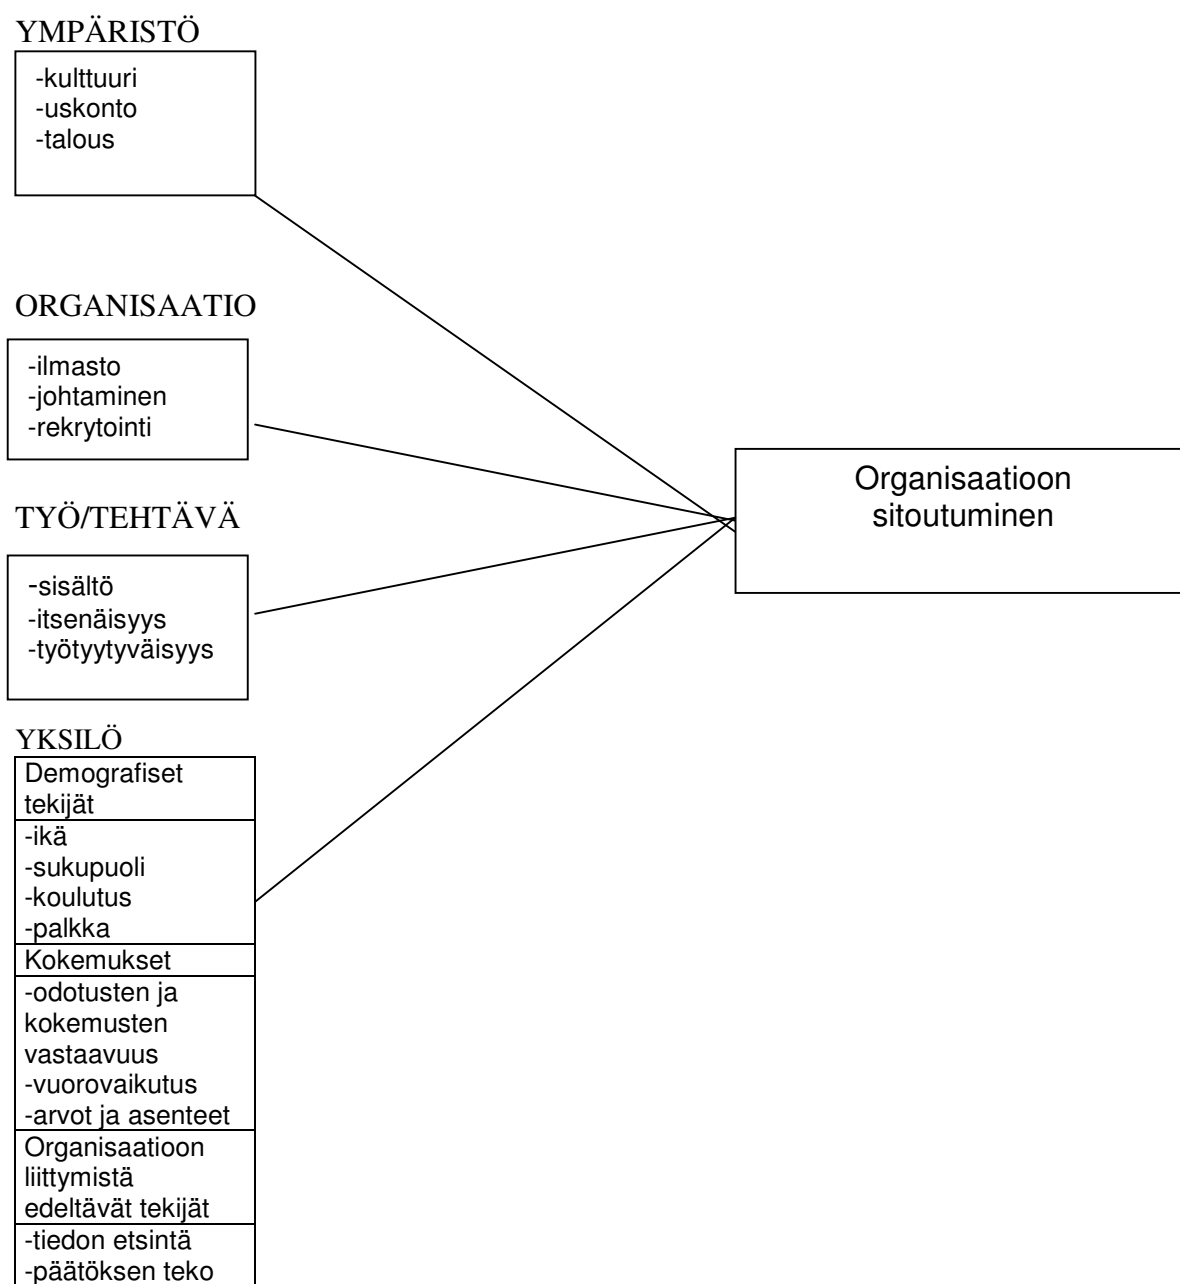 YMPÄRISTÖ
-kulttuuri
-uskonto
-talous
ORGANISAATIO
-ilmasto
-johtaminen
-rekrytointi
TYÖ/TEHTÄVÄ
-sisältö
-itsenäisyys
-työtyytyväisyys
YKSILÖ
Demografiset
tekijät
-ikä
-sukupuoli
-koulutus
-palkka
Kokemukset
-odotusten ja
kokemusten
vastaavuus
-vuorovaikutus
-arvot ja asenteet
Organisaatioon
liittymistä
edeltävät tekijät
-tiedon etsintä
-päätöksen teko
Organisaatioon
sitoutuminen